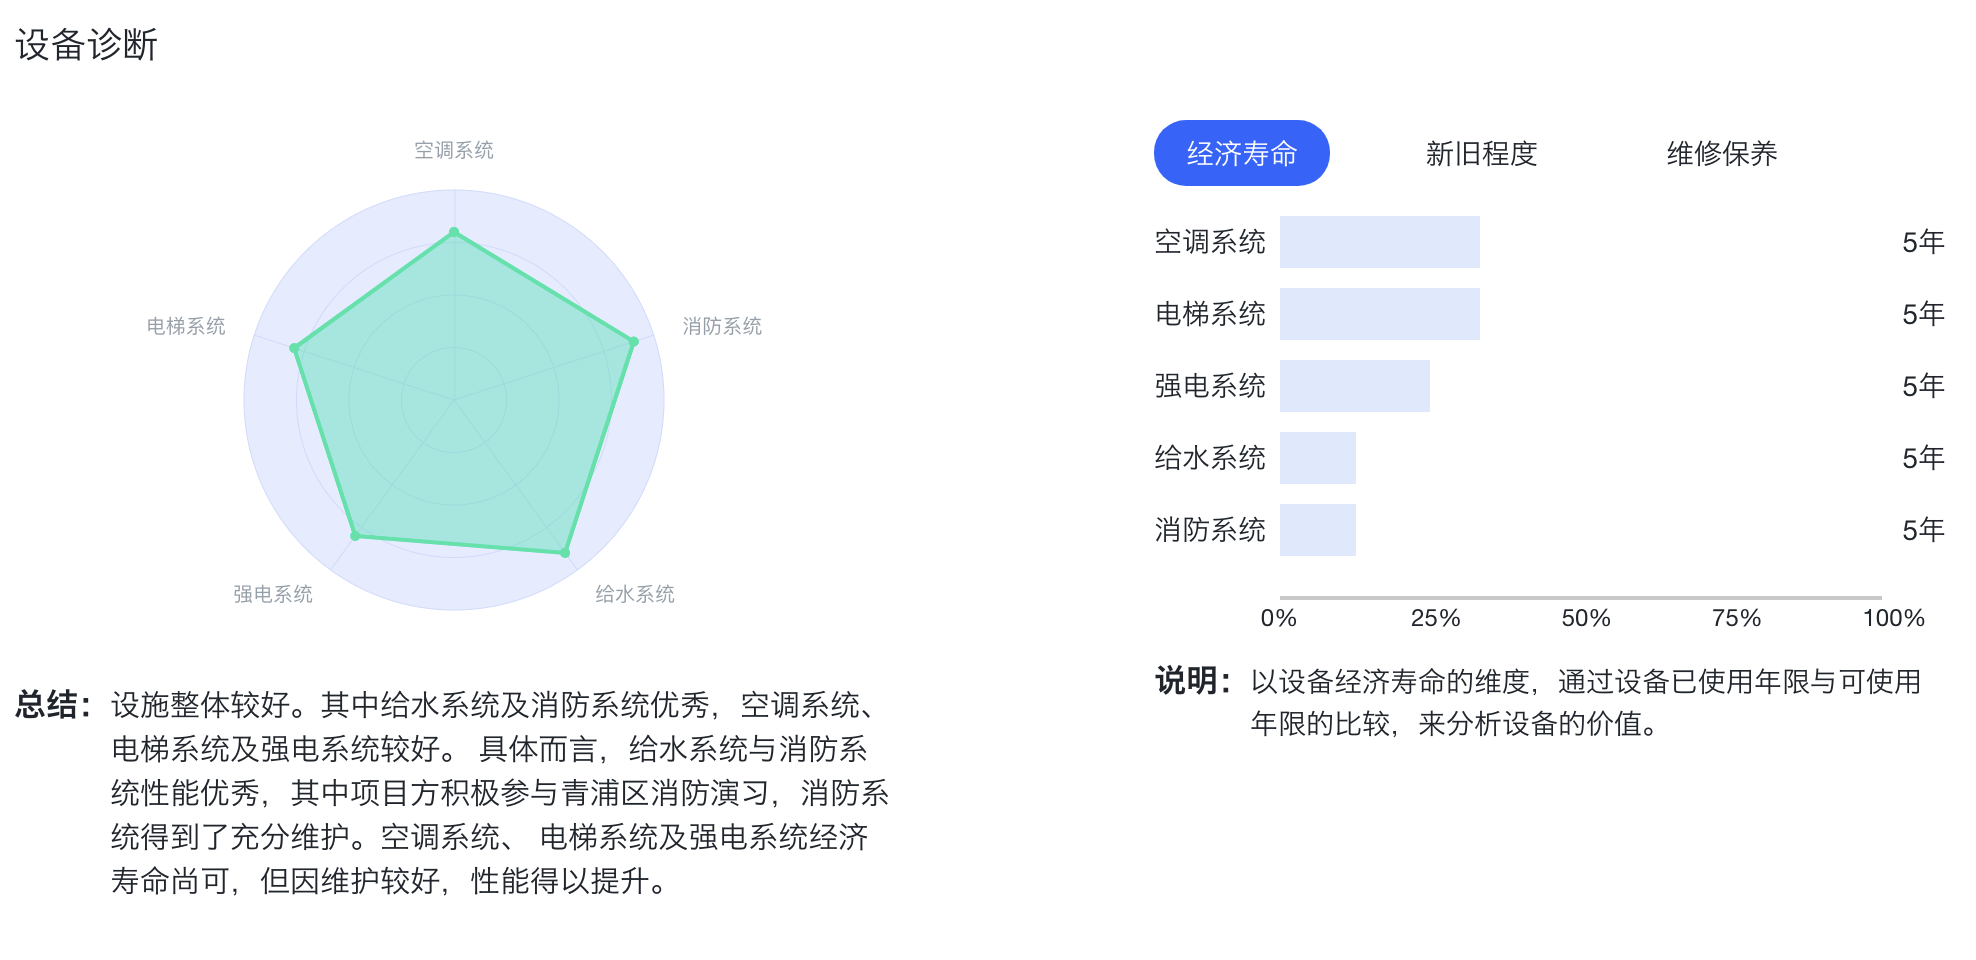 设备诊断
空调系统
消防系统
电梯系统
强电系统
给水系统
总结：设施整体较好。其中给水系统及消防系统优秀，空调系统、
电梯系统及强电系统较好。 具体而言，给水系统与消防系
统性能优秀，其中项目方积极参与青浦区消防演习，消防系
统得到了充分维护。空调系统、 电梯系统及强电系统经济
寿命尚可，但因维护较好，性能得以提升。
经济寿命 新旧程度 维修保养
空调系统 5年
电梯系统 5年
强电系统 5年
给水系统 5年
消防系统 5年
0% 25% 50% 75% 100%
说明：以设备经济寿命的维度，通过设备已使用年限与可使用
年限的比较，来分析设备的价值。